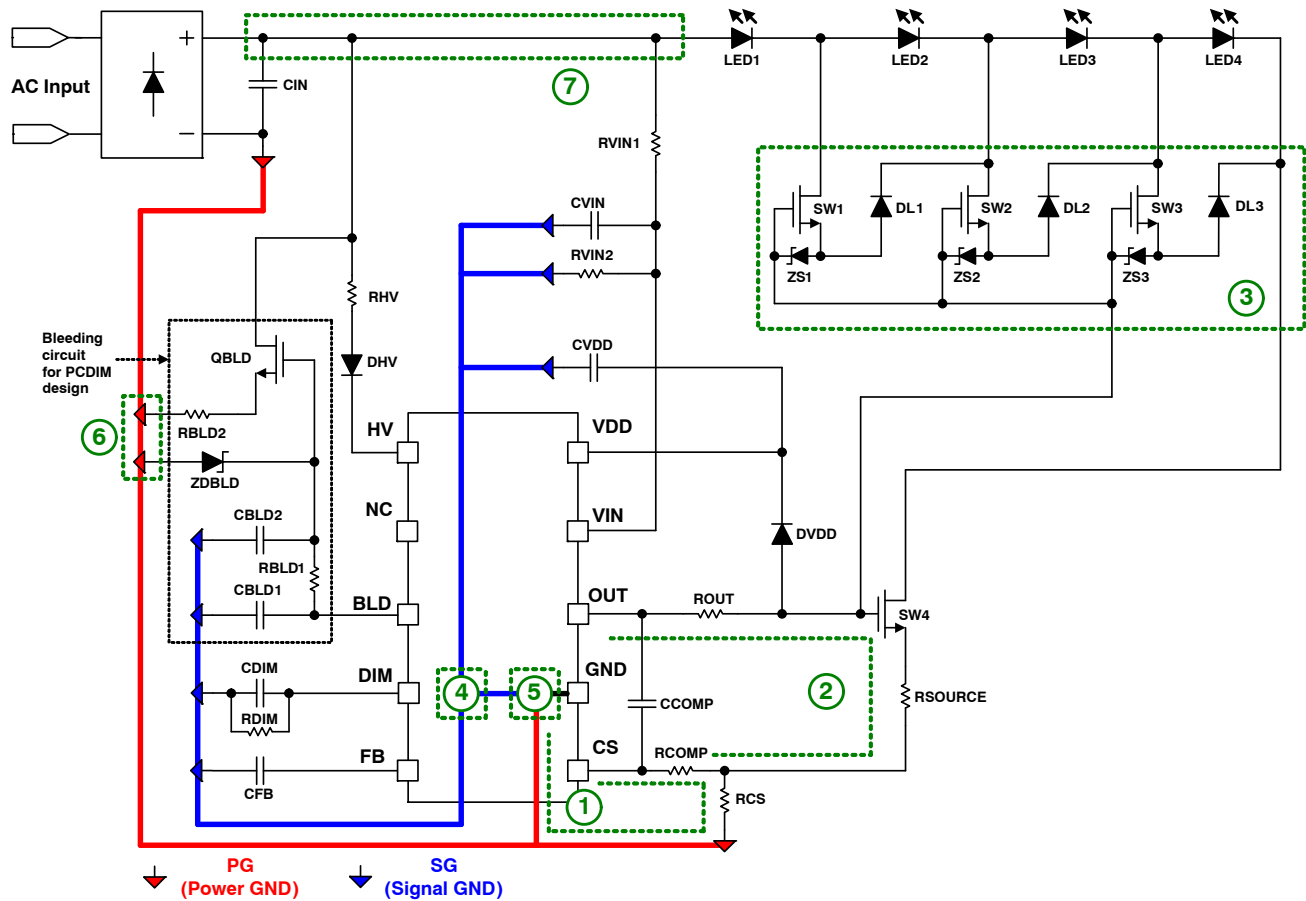 LED1
LED2
LED3
LED4
+
AC Input
CIN
7
−
RVIN1
CVIN
SW1
DL1
SW2
DL2
SW3
DL3
RVIN2
ZS1
ZS2
ZS3
RHV
3
Bleeding
circuit
for PCDIM
design
QBLD
DHV
CVDD
6
RBLD2
HV
VDD
ZDBLD
NC
VIN
CBLD2
DVDD
RBLD1
CBLD1
BLD
OUT
ROUT
SW4
CDIM
DIM
GND
4
5
2
RSOURCE
RDIM
CCOMP
FB
CS
RCOMP
CFB
1
RCS
PG
(Power GND)
SG
(Signal GND)